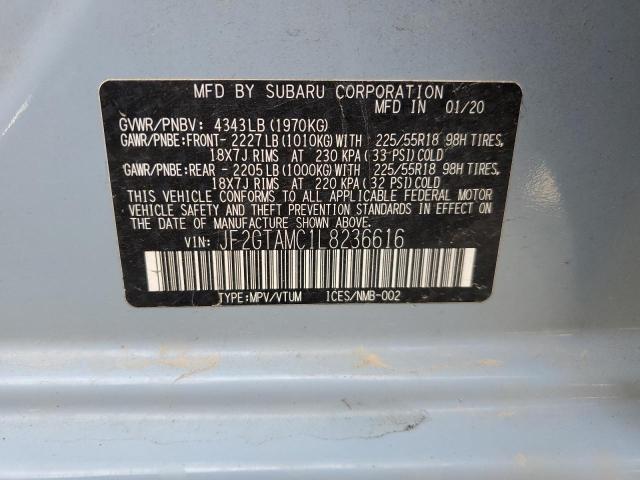 MFD BY SUBARU CORPORATION
MFD IN 01/20
GVWR/PNBV: 4343LB (1970KG)
GAWR/PNBE: FRONT- 2227LB (1010KG) WITH 225/55R18 98H TIRES,
18X7J RIMS AT 230 KPA (33 PSI) COLD
GAWR/PNBE: REAR - 2205LB (1000KG) WITH 225/55R18 98H TIRES,
18X7J RIMS AT 220 KPA (32 PSI) COLD
THIS VEHICLE CONFORMS TO ALL APPLICABLE FEDERAL MOTOR
VEHICLE SAFETY AND THEFT PREVENTION STANDARDS IN EFFECT
ON THE DATE OF MANUFACTURE SHOWN ABOVE.
VIN: JF2GTAMC1L8236616
TYPE:MPV/VTUM ICES/NMB-002